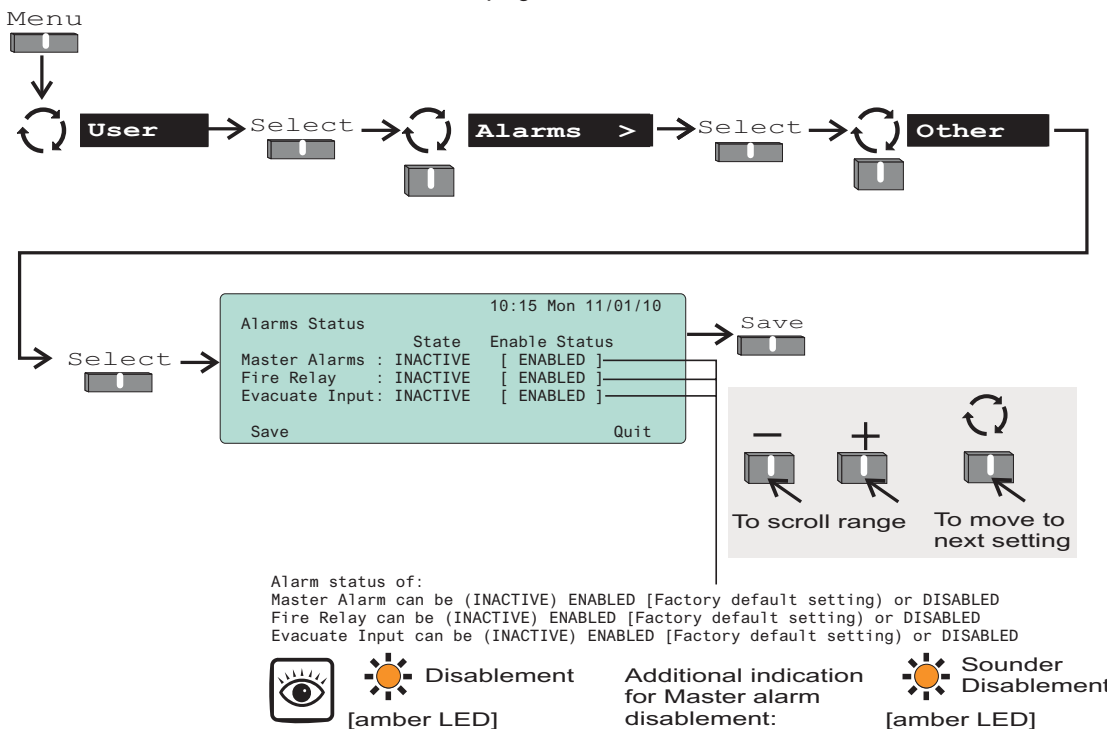 Menu
User Select Alarms > Select Other
Select
10:15 Mon 11/01/10
Alarms Status
State Enable Status
Master Alarms : INACTIVE [ ENABLED ]
Fire Relay : INACTIVE [ ENABLED ]
Evacuate Input: INACTIVE [ ENABLED ]
Save Quit
Save
− +
To scroll range
To move to
next setting
Alarm status of:
Master Alarm can be (INACTIVE) ENABLED [Factory default setting) or DISABLED
Fire Relay can be (INACTIVE) ENABLED [Factory default setting) or DISABLED
Evacuate Input can be (INACTIVE) ENABLED [Factory default setting) or DISABLED
Disablement
[amber LED]
Additional indication
for Master alarm
disablement:
Sounder
Disablement
[amber LED]